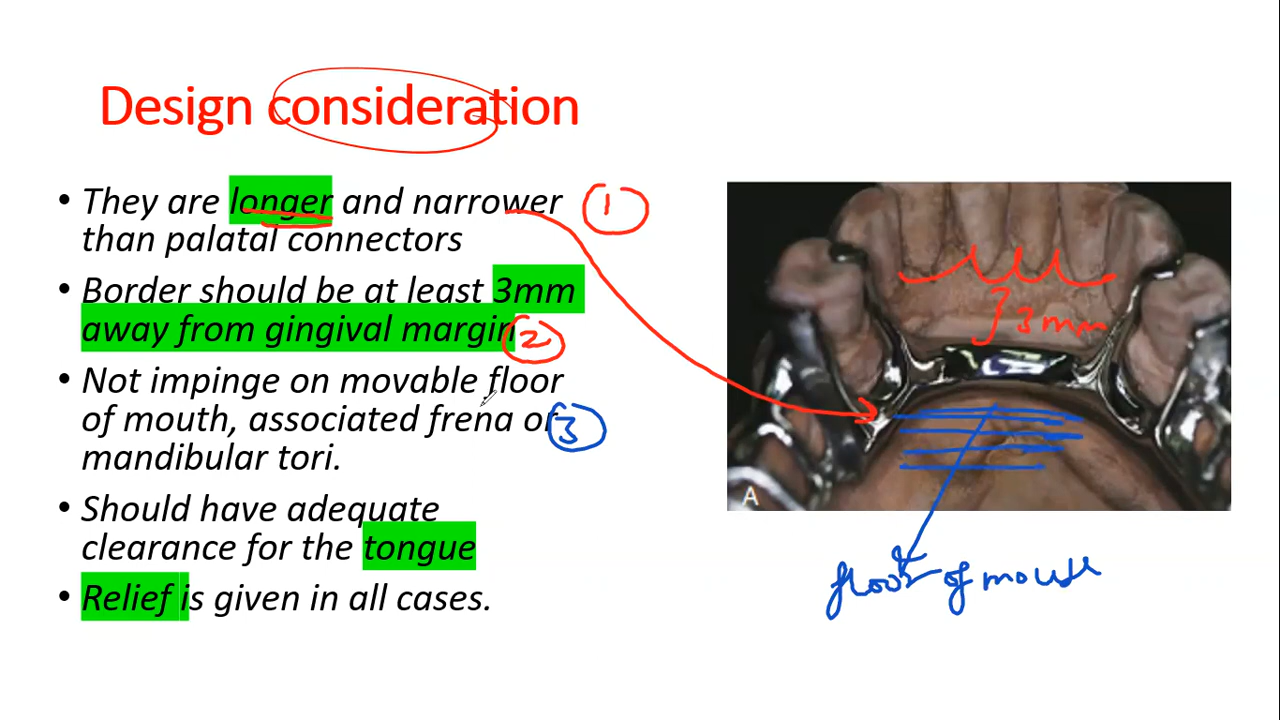 Design consideration
• They are longer and narrower
than palatal connectors
1
• Border should be at least 3mm
away from gingival margin
2
• Not impinge on movable floor
of mouth, associated frena or
mandibular tori.
3
• Should have adequate
clearance for the tongue
• Relief is given in all cases.
3mm
A
floor of mouth